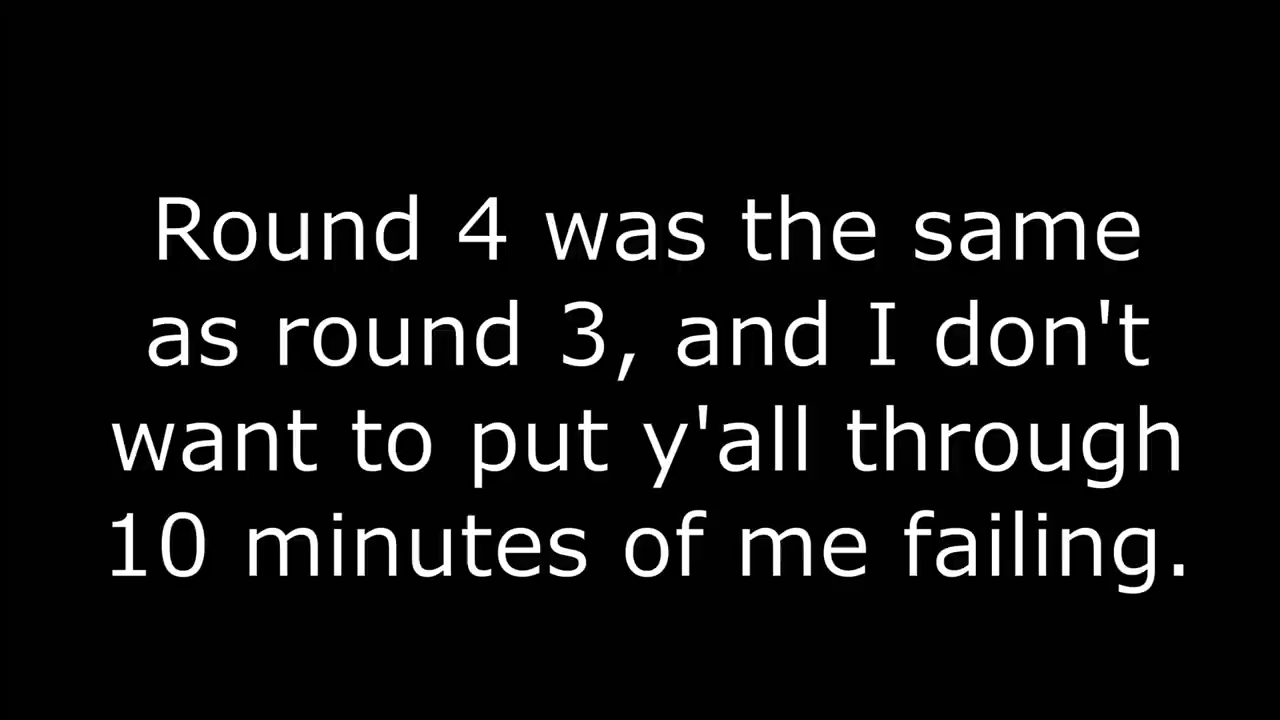 Round 4 was the same
as round 3, and I don't
want to put y'all through
10 minutes of me failing.